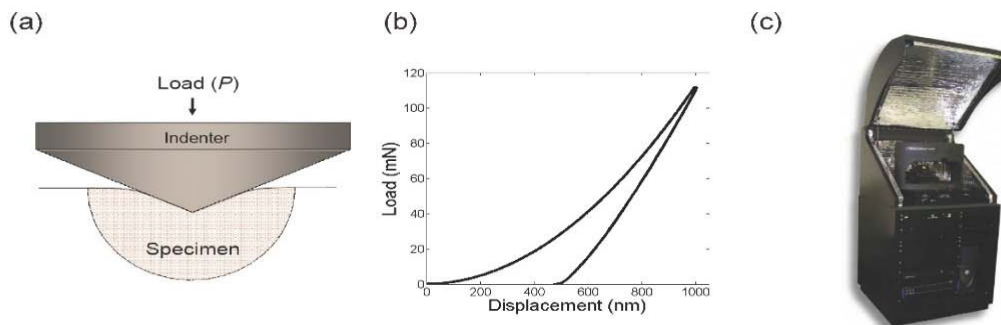 (a)
Load (P)
Indenter
Specimen
(b)
120
100
80
60
40
20
0
Load (mN)
0 200 400 600 800 1000
Displacement (nm)
(c)